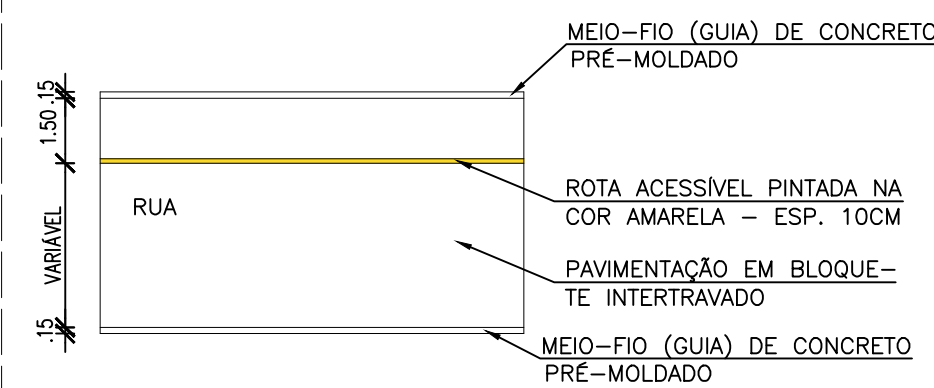 MEIO-FIO (GUIA) DE CONCRETO
PRÉ-MOLDADO
.15
1.50
ROTA ACESSÍVEL PINTADA NA
COR AMARELA - ESP. 10CM
RUA
VARIÁVEL
PAVIMENTAÇÃO EM BLOQUE-
TE INTERTRAVADO
.15
MEIO-FIO (GUIA) DE CONCRETO
PRÉ-MOLDADO